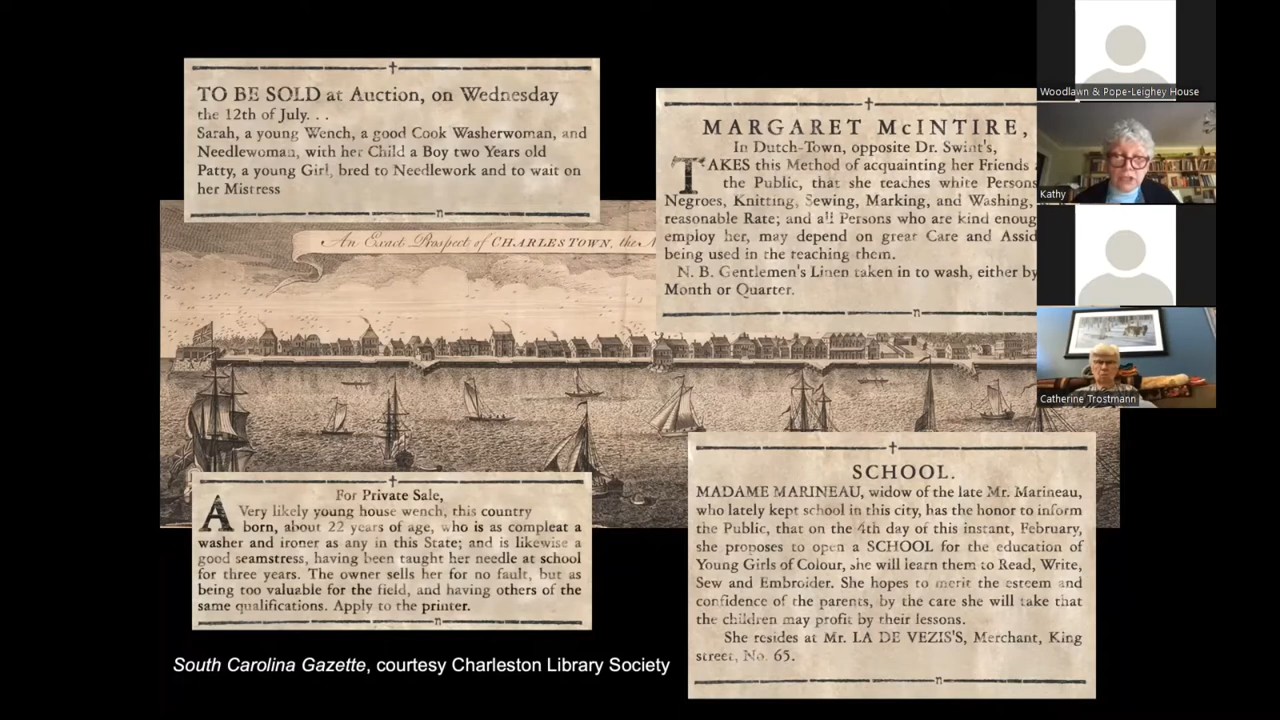 TO BE SOLD at Auction, on Wednesday
the 12th of July. . .
Sarah, a young Wench, a good Cook Washerwoman, and
Needlewoman, with her Child a Boy two Years old
Patty, a young Girl, bred to Needlework and to wait on
her Mistress
MARGARET McINTIRE,
In Dutch-Town, opposite Dr. Swint's,
TAKES this Method of acquainting her Friends
the Public, that she reaches white Persons
Negroes, Knitting, Sewing, Marking, and Washing,
reasonable Rate; and all Persons who are kind enoug
employ her, may depend on great Care and Assid
being used in the teaching them.
N. B. Gentlemen's Linen taken in to wash, either by
Month or Quarter.
An Exact Prospect of CHARLESTOWN, the
For Private Sale,
A Very likely young house wench, this country
born, about 22 years of age, who is as compleat a
washer and ironer as any in this State; and is likewise a
good seamstress, having been taught her needle at school
for three years. The owner sells her for no fault, but as
being too valuable for the field, and having others of the
same qualifications. Apply to the printer.
SCHOOL.
MADAME MARINEAU, widow of the late Mr. Marineau,
who lately kept school in this city, has the honor to inform
the Public, that on the 4th day of this instant, February,
she proposes to open a SCHOOL for the education of
Young Girls of Colour, she will learn them to Read, Write,
Sew and Embroider. She hopes to merit the esteem and
confidence of the parents, by the care she will take that
the children may profit by their lessons.
She resides at Mr. LA DE VEZIS'S, Merchant, King
street, No. 65.
South Carolina Gazette, courtesy Charleston Library Society
Woodlawn & Pope-Leighey House
Kathy
Catherine Trostmann